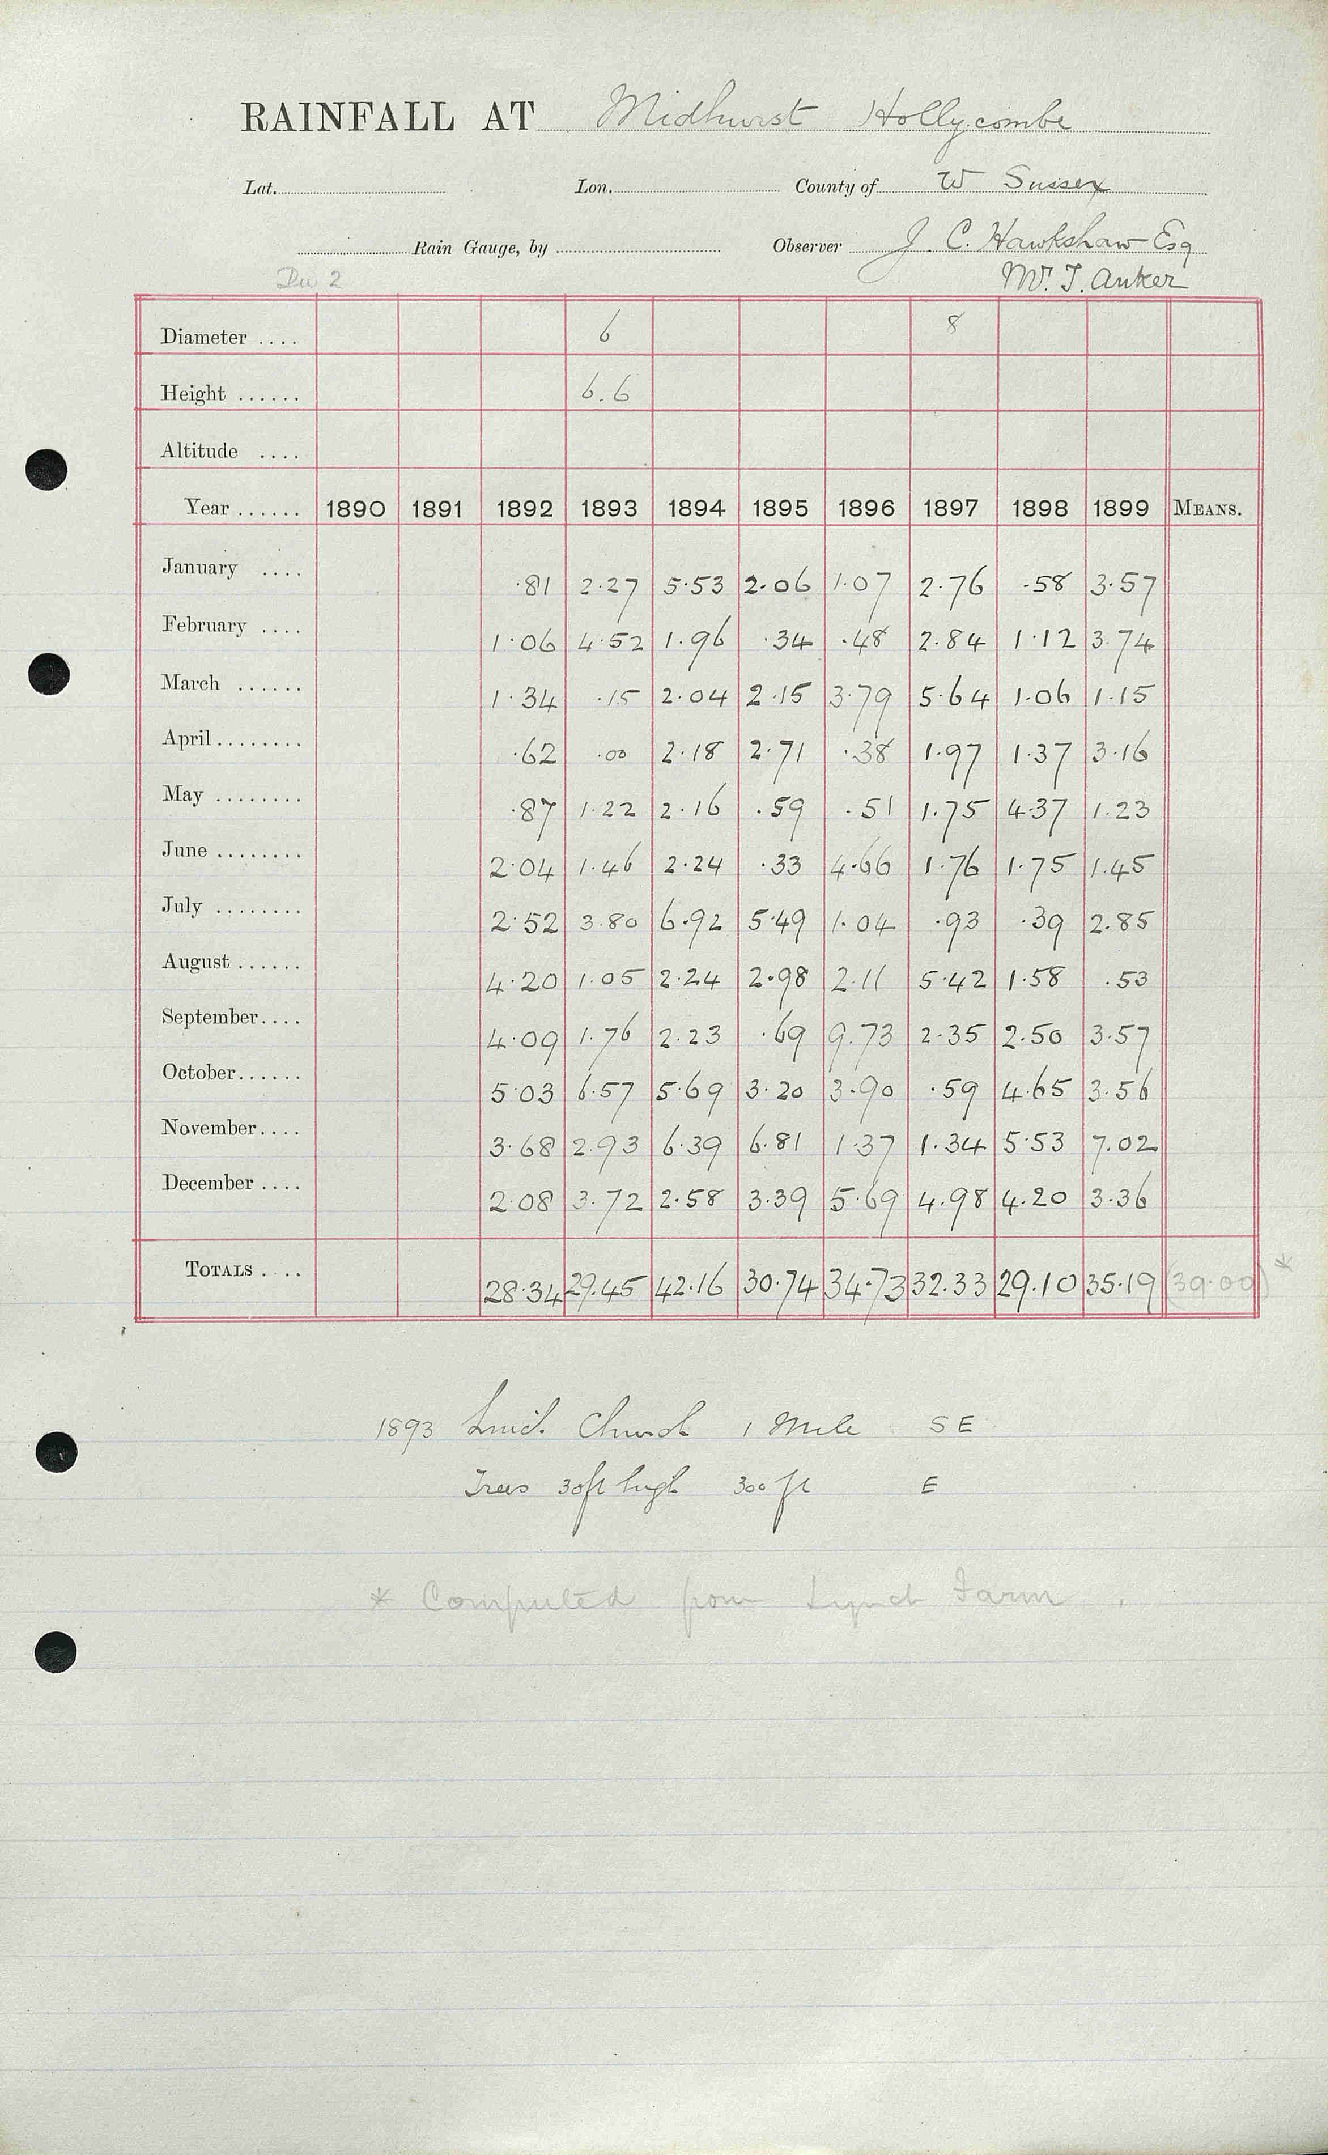 RAINFALL AT Midhurst Hollycombe
Lat. Lon. County of W Sussex
Rain Gauge, by Observer J. C. Hawkshaw Esq
Div 2 Mr. T. Anker
Diameter .... 6 8
Height ...... 6.6
Altitude ....
Year ...... 1890 1891 1892 1893 1894 1895 1896 1897 1898 1899 MEANS.
January .... .81 2.27 5.53 2.06 1.07 2.76 .58 3.57
February .... 1.06 4.52 1.96 .34 .48 2.84 1.12 3.74
March ...... 1.34 .15 2.04 2.15 3.79 5.64 1.06 1.15
April........ .62 .00 2.18 2.71 .38 1.97 1.37 3.16
May ........ .87 1.22 2.16 .59 .51 1.75 4.37 1.23
June ........ 2.04 1.46 2.24 .33 4.66 1.76 1.75 1.45
July ........ 2.52 3.80 6.92 5.49 1.04 .93 .39 2.85
August ...... 4.20 1.05 2.24 2.98 2.11 5.42 1.58 .53
September.... 4.09 1.76 2.23 .69 9.73 2.35 2.50 3.57
October...... 5.03 6.57 5.69 3.20 3.90 .59 4.65 3.56
November.... 3.68 2.93 6.39 6.81 1.37 1.34 5.53 7.02
December .... 2.08 3.72 2.58 3.39 5.69 4.98 4.20 3.36
TOTALS .... 28.34 29.45 42.16 30.74 34.73 32.33 29.10 35.19 (39.00) *
1893 Church 1 Mile SE
Trees 30ft high 300 ft E
* Computed from Lynch Farm .